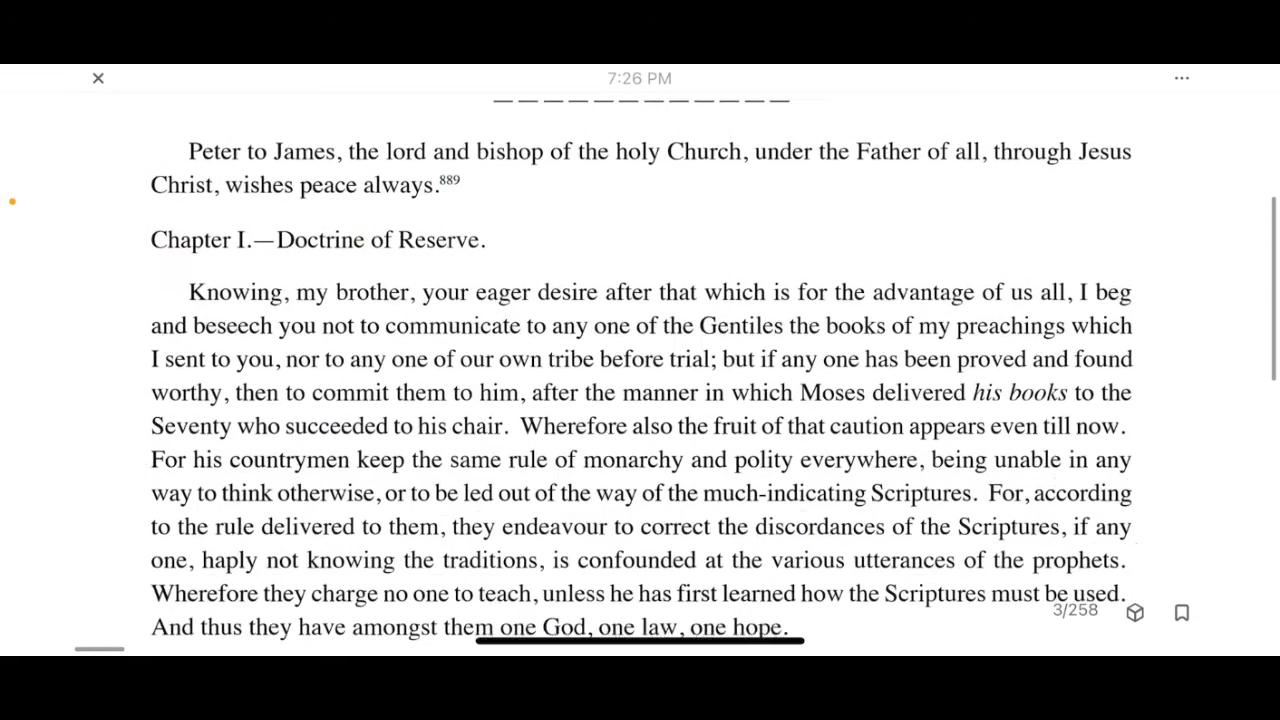 7:26 PM
Peter to James, the lord and bishop of the holy Church, under the Father of all, through Jesus
Christ, wishes peace always.889
Chapter I.—Doctrine of Reserve.
Knowing, my brother, your eager desire after that which is for the advantage of us all, I beg
and beseech you not to communicate to any one of the Gentiles the books of my preachings which
I sent to you, nor to any one of our own tribe before trial; but if any one has been proved and found
worthy, then to commit them to him, after the manner in which Moses delivered his books to the
Seventy who succeeded to his chair. Wherefore also the fruit of that caution appears even till now.
For his countrymen keep the same rule of monarchy and polity everywhere, being unable in any
way to think otherwise, or to be led out of the way of the much-indicating Scriptures. For, according
to the rule delivered to them, they endeavour to correct the discordances of the Scriptures, if any
one, haply not knowing the traditions, is confounded at the various utterances of the prophets.
Wherefore they charge no one to teach, unless he has first learned how the Scriptures must be used.
3/258
And thus they have amongst them one God, one law, one hope.